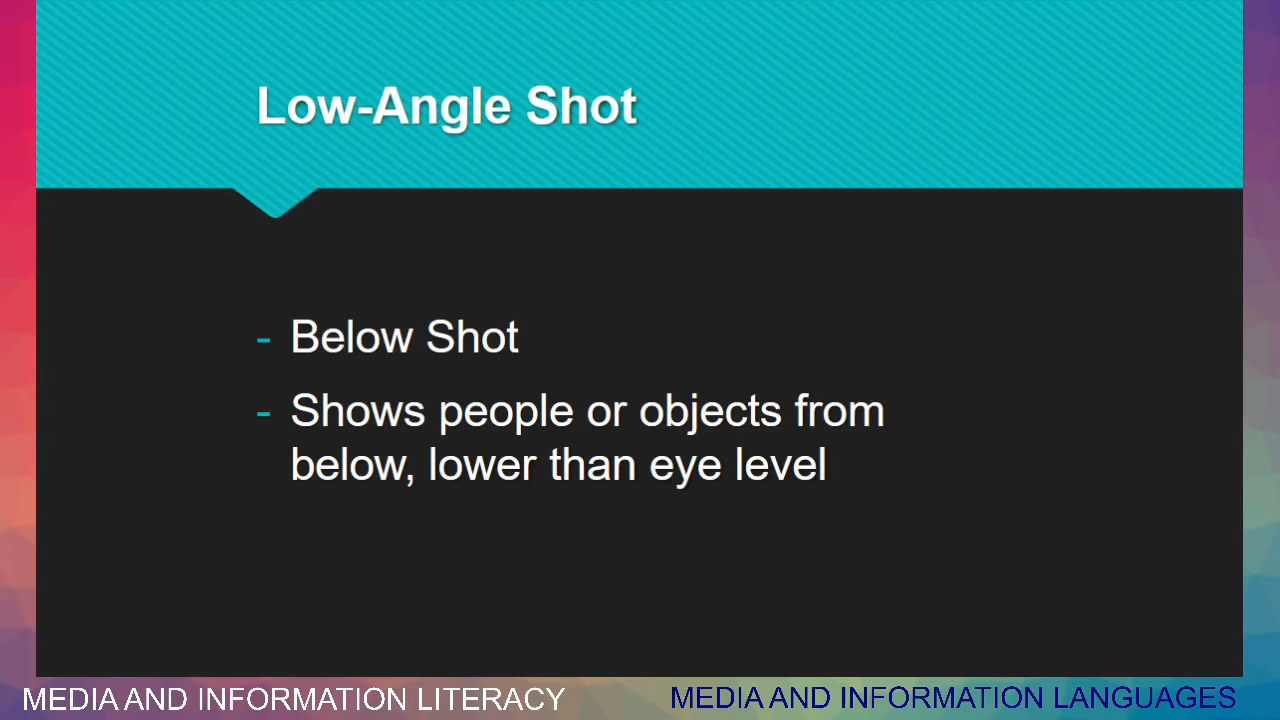 Low-Angle Shot
- Below Shot
- Shows people or objects from
below, lower than eye level
MEDIA AND INFORMATION LITERACY
MEDIA AND INFORMATION LANGUAGES